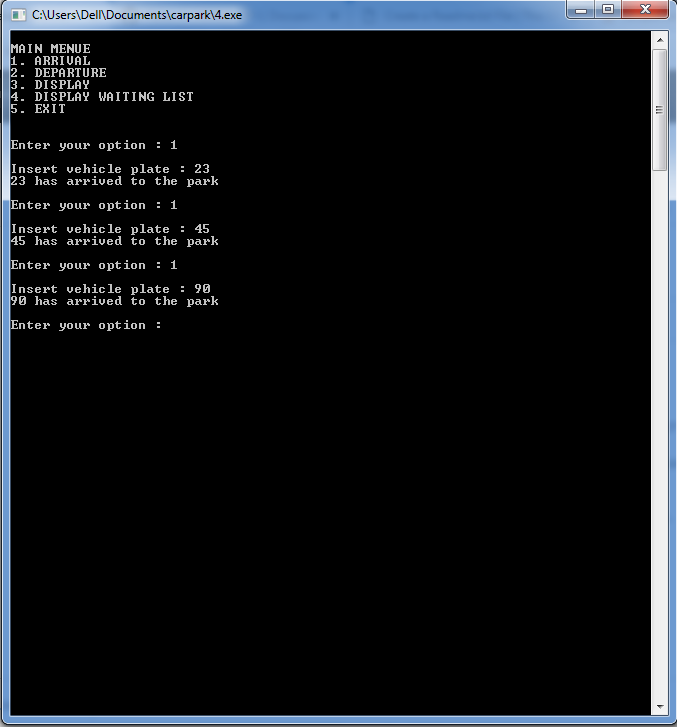 C:\Users\Dell\Documents\carpark\4.exe
MAIN MENUE
1. ARRIVAL
2. DEPARTURE
3. DISPLAY
4. DISPLAY WAITING LIST
5. EXIT
Enter your option : 1
Insert vehicle plate : 23
23 has arrived to the park
Enter your option : 1
Insert vehicle plate : 45
45 has arrived to the park
Enter your option : 1
Insert vehicle plate : 90
90 has arrived to the park
Enter your option :